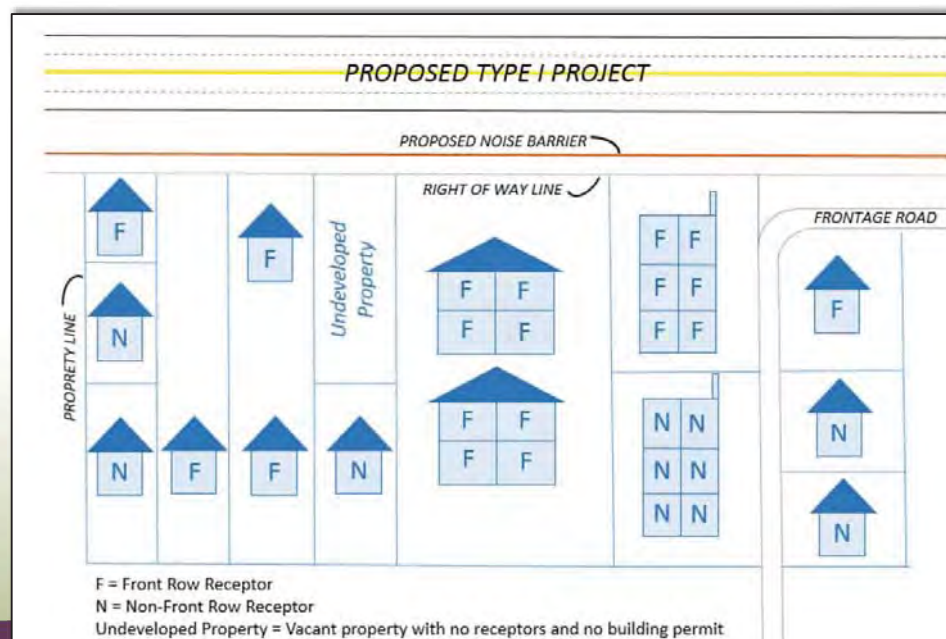 PROPOSED TYPE I PROJECT
PROPOSED NOISE BARRIER
RIGHT OF WAY LINE
FRONTAGE ROAD
PROPRETY LINE
Undeveloped
Property
F
F
F F
F F
F F
F F
F F
F
N
F F
F F
N
N F F N
N N
N N
N N
N
N
F = Front Row Receptor
N = Non-Front Row Receptor
Undeveloped Property = Vacant property with no receptors and no building permit